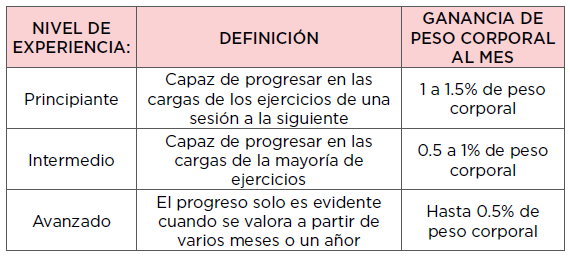 NIVEL DE
EXPERIENCIA:
DEFINICIÓN
GANANCIA DE
PESO CORPORAL
AL MES
Principiante
Capaz de progresar en las
cargas de los ejercicios de una
sesión a la siguiente
1 a 1.5% de peso
corporal
Intermedio
Capaz de progresar en las
cargas de la mayoría de
ejercicios
0.5 a 1% de peso
corporal
Avanzado
El progreso solo es evidente
cuando se valora a partir de
varios meses o un añor
Hasta 0.5% de
peso corporal